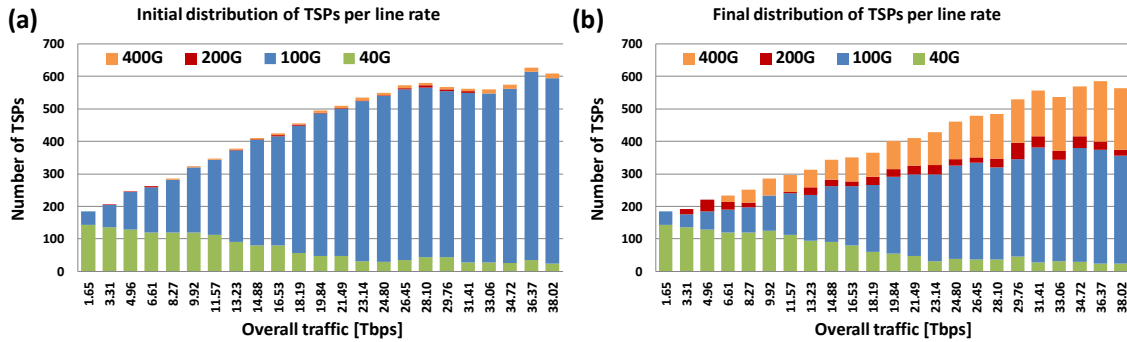 (a)
Initial distribution of TSPs per line rate
400G 200G 100G 40G
Number of TSPs
700
600
500
400
300
200
100
0
1.65 3.31 4.96 6.61 8.27 9.92 11.57 13.23 14.88 16.53 18.19 19.84 21.49 23.14 24.80 26.45 28.10 29.76 31.41 33.06 34.72 36.37 38.02
Overall traffic [Tbps]
(b)
Final distribution of TSPs per line rate
400G 200G 100G 40G
Number of TSPs
700
600
500
400
300
200
100
0
1.65 3.31 4.96 6.61 8.27 9.92 11.57 13.23 14.88 16.53 18.19 19.84 21.49 23.14 24.80 26.45 28.10 29.76 31.41 33.06 34.72 36.37 38.02
Overall traffic [Tbps]